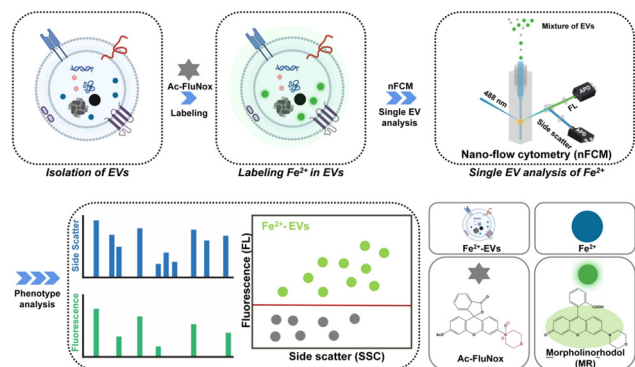 Mixture of EVs
Ac-FluNox
Labeling
nFCM
Single EV
analysis
488 nm
FL
APD
Side scatter
APD
Nano-flow cytometry (nFCM)
Isolation of EVs
Labeling Fe²⁺ in EVs
Single EV analysis of Fe²⁺
Phenotype
analysis
Side Scatter
Fluorescence
Fluorescence (FL)
Fe²⁺- EVs
Side scatter (SSC)
Fe²⁺-EVs
Fe²⁺
O
O
AcO
O
N
O
O
Ac-FluNox
COOH
O
O
N
O
Morpholinorhodol
(MR)